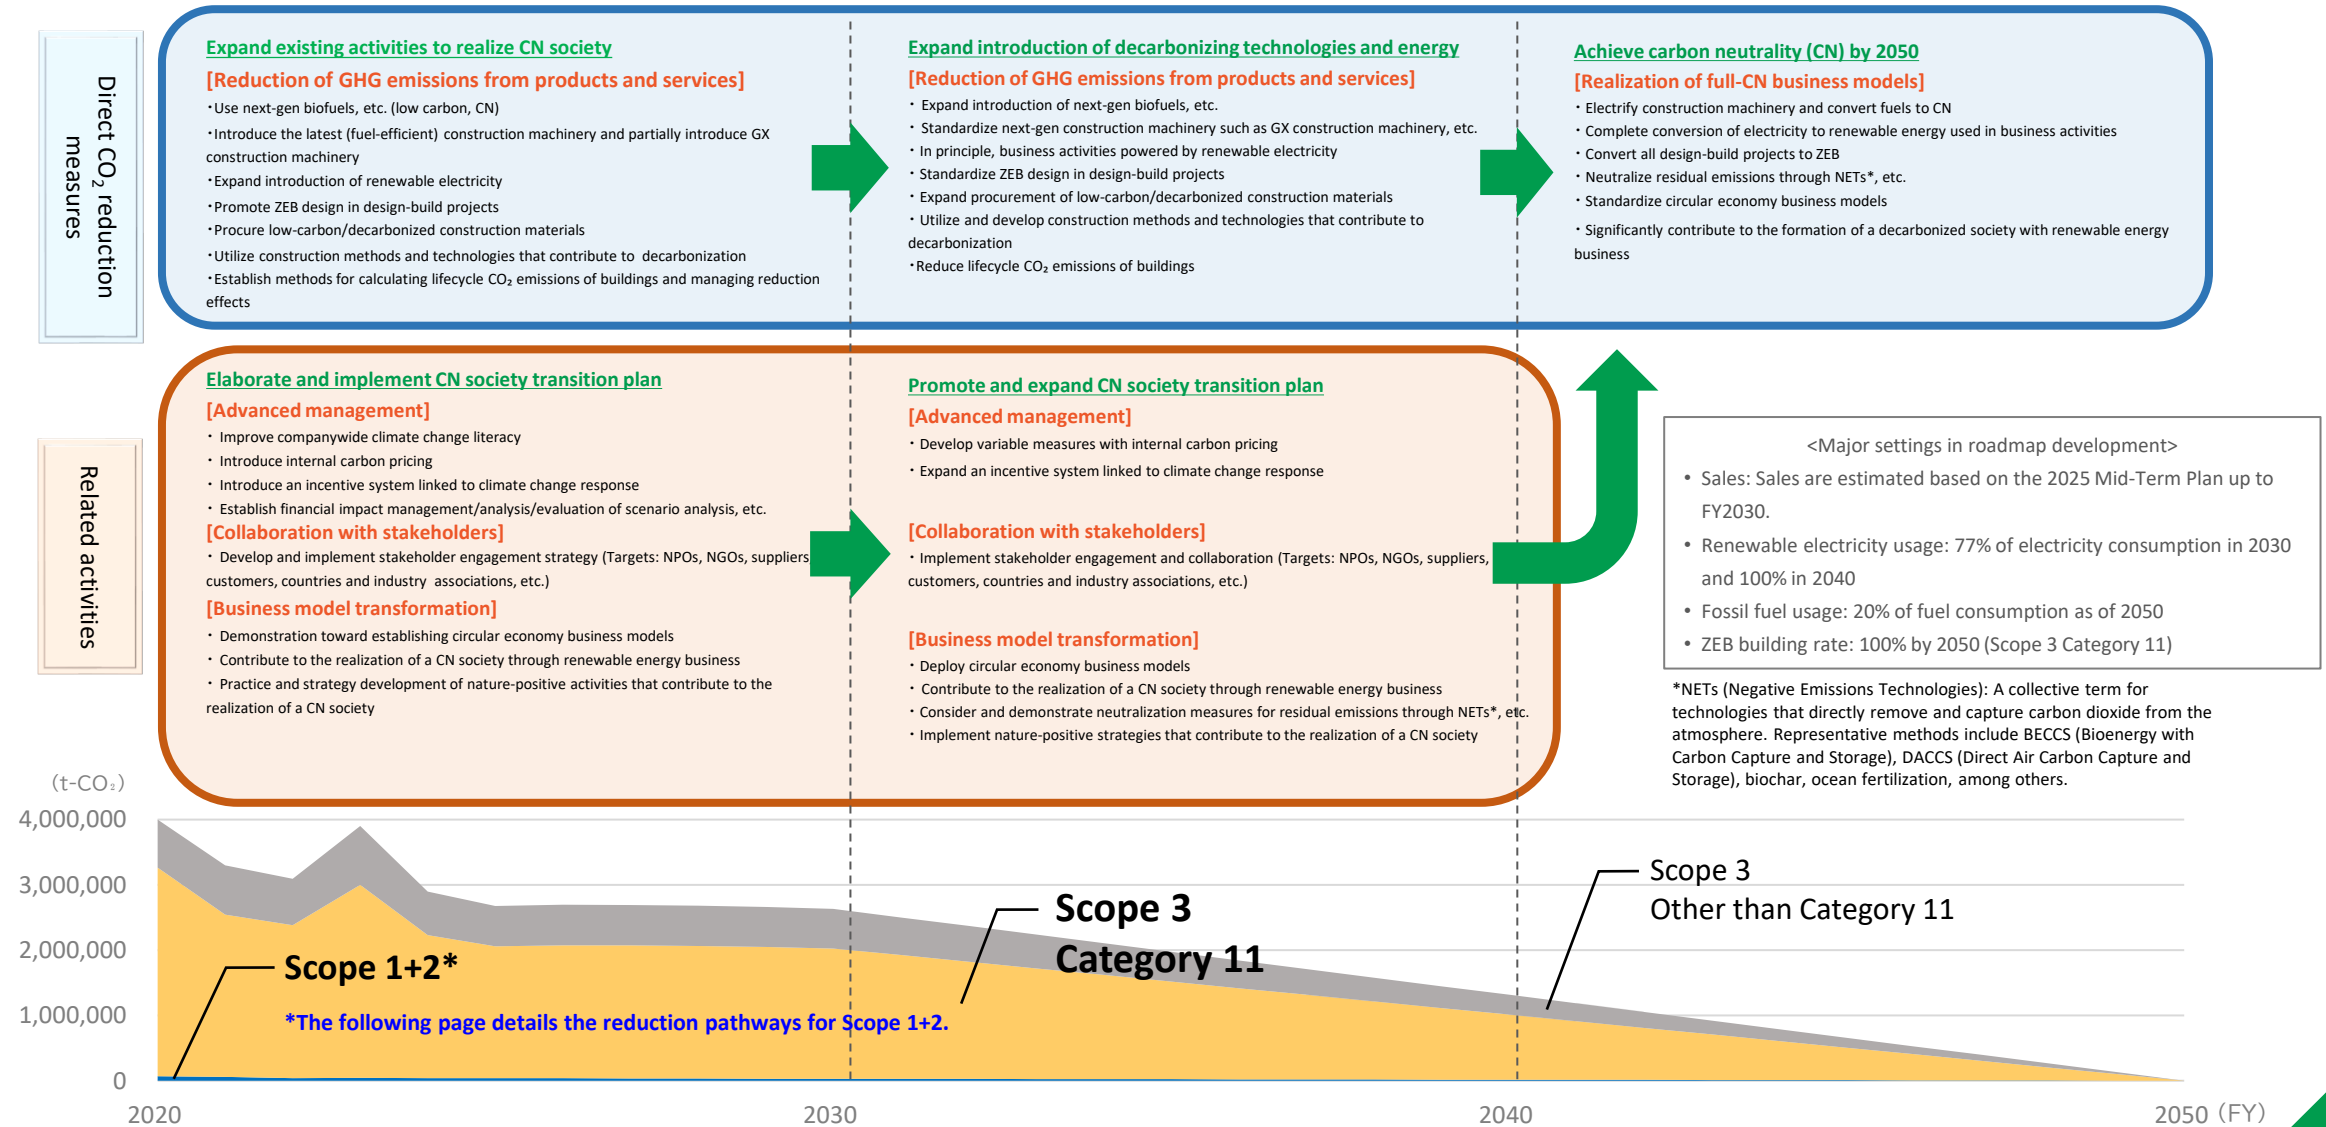 Direct CO₂ reduction
measures
Expand existing activities to realize CN society
[Reduction of GHG emissions from products and services]
・Use next-gen biofuels, etc. (low carbon, CN)
・Introduce the latest (fuel-efficient) construction machinery and partially introduce GX
construction machinery
・Expand introduction of renewable electricity
・Promote ZEB design in design-build projects
・Procure low-carbon/decarbonized construction materials
・Utilize construction methods and technologies that contribute to decarbonization
・Establish methods for calculating lifecycle CO₂ emissions of buildings and managing reduction
effects
Expand introduction of decarbonizing technologies and energy
[Reduction of GHG emissions from products and services]
・ Expand introduction of next-gen biofuels, etc.
・ Standardize next-gen construction machinery such as GX construction machinery, etc.
・ In principle, business activities powered by renewable electricity
・ Standardize ZEB design in design-build projects
・ Expand procurement of low-carbon/decarbonized construction materials
・ Utilize and develop construction methods and technologies that contribute to
decarbonization
・Reduce lifecycle CO₂ emissions of buildings
Achieve carbon neutrality (CN) by 2050
[Realization of full-CN business models]
・ Electrify construction machinery and convert fuels to CN
・ Complete conversion of electricity to renewable energy used in business activities
・ Convert all design-build projects to ZEB
・ Neutralize residual emissions through NETs*, etc.
・ Standardize circular economy business models
・ Significantly contribute to the formation of a decarbonized society with renewable energy
business
Related activities
Elaborate and implement CN society transition plan
[Advanced management]
・ Improve companywide climate change literacy
・ Introduce internal carbon pricing
・ Introduce an incentive system linked to climate change response
・ Establish financial impact management/analysis/evaluation of scenario analysis, etc.
[Collaboration with stakeholders]
・ Develop and implement stakeholder engagement strategy (Targets: NPOs, NGOs, suppliers
customers, countries and industry associations, etc.)
[Business model transformation]
・ Demonstration toward establishing circular economy business models
・ Contribute to the realization of a CN society through renewable energy business
・ Practice and strategy development of nature-positive activities that contribute to the
realization of a CN society
Promote and expand CN society transition plan
[Advanced management]
・ Develop variable measures with internal carbon pricing
・ Expand an incentive system linked to climate change response
[Collaboration with stakeholders]
・ Implement stakeholder engagement and collaboration (Targets: NPOs, NGOs, suppliers,
customers, countries and industry associations, etc.)
[Business model transformation]
・ Deploy circular economy business models
・ Contribute to the realization of a CN society through renewable energy business
・ Consider and demonstrate neutralization measures for residual emissions through NETs*, etc.
・ Implement nature-positive strategies that contribute to the realization of a CN society
<Major settings in roadmap development>
• Sales: Sales are estimated based on the 2025 Mid-Term Plan up to
FY2030.
• Renewable electricity usage: 77% of electricity consumption in 2030
and 100% in 2040
• Fossil fuel usage: 20% of fuel consumption as of 2050
• ZEB building rate: 100% by 2050 (Scope 3 Category 11)
*NETs (Negative Emissions Technologies): A collective term for
technologies that directly remove and capture carbon dioxide from the
atmosphere. Representative methods include BECCS (Bioenergy with
Carbon Capture and Storage), DACCS (Direct Air Carbon Capture and
Storage), biochar, ocean fertilization, among others.
（t-CO₂）
4,000,000
3,000,000
2,000,000
1,000,000
0
Scope 1+2*
*The following page details the reduction pathways for Scope 1+2.
Scope 3
Category 11
Scope 3
Other than Category 11
2020
2030
2040
2050（FY）